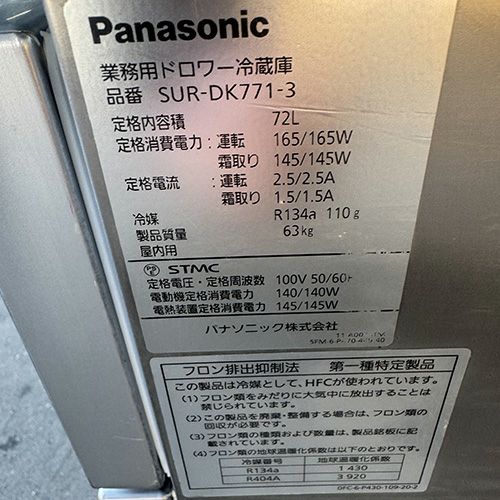 Panasonic
業務用ドロワー冷蔵庫
品番 SUR-DK771-3
定格内容積 72L
定格消費電力:運転 165/165W
霜取り 145/145W
定格電流 :運転 2.5/2.5A
霜取り 1.5/1.5A
冷媒 R134a 110g
製品質量 63kg
屋内用
PS STMC
定格電圧・定格周波数 100V 50/60H
電動機定格消費電力 140/140W
電熱装置定格消費電力 145/145W
パナソニック株式会社
フロン排出抑制法 第一種特定製品
この製品は冷媒として、HFCが使われています。
(1)フロン類をみだりに大気中に放出することは
禁じられています。
(2)この製品を廃棄・整備する場合は、フロン類の
回収が必要です。
(3)フロン類の種類および数量は、製品銘板に記
載されています。
(4)フロン類の地球温暖化係数は以下のとおりです。
冷媒番号 地球温暖化係数
R134a 1 430
R404A 3 920
0FC-6-P430-109-20-2